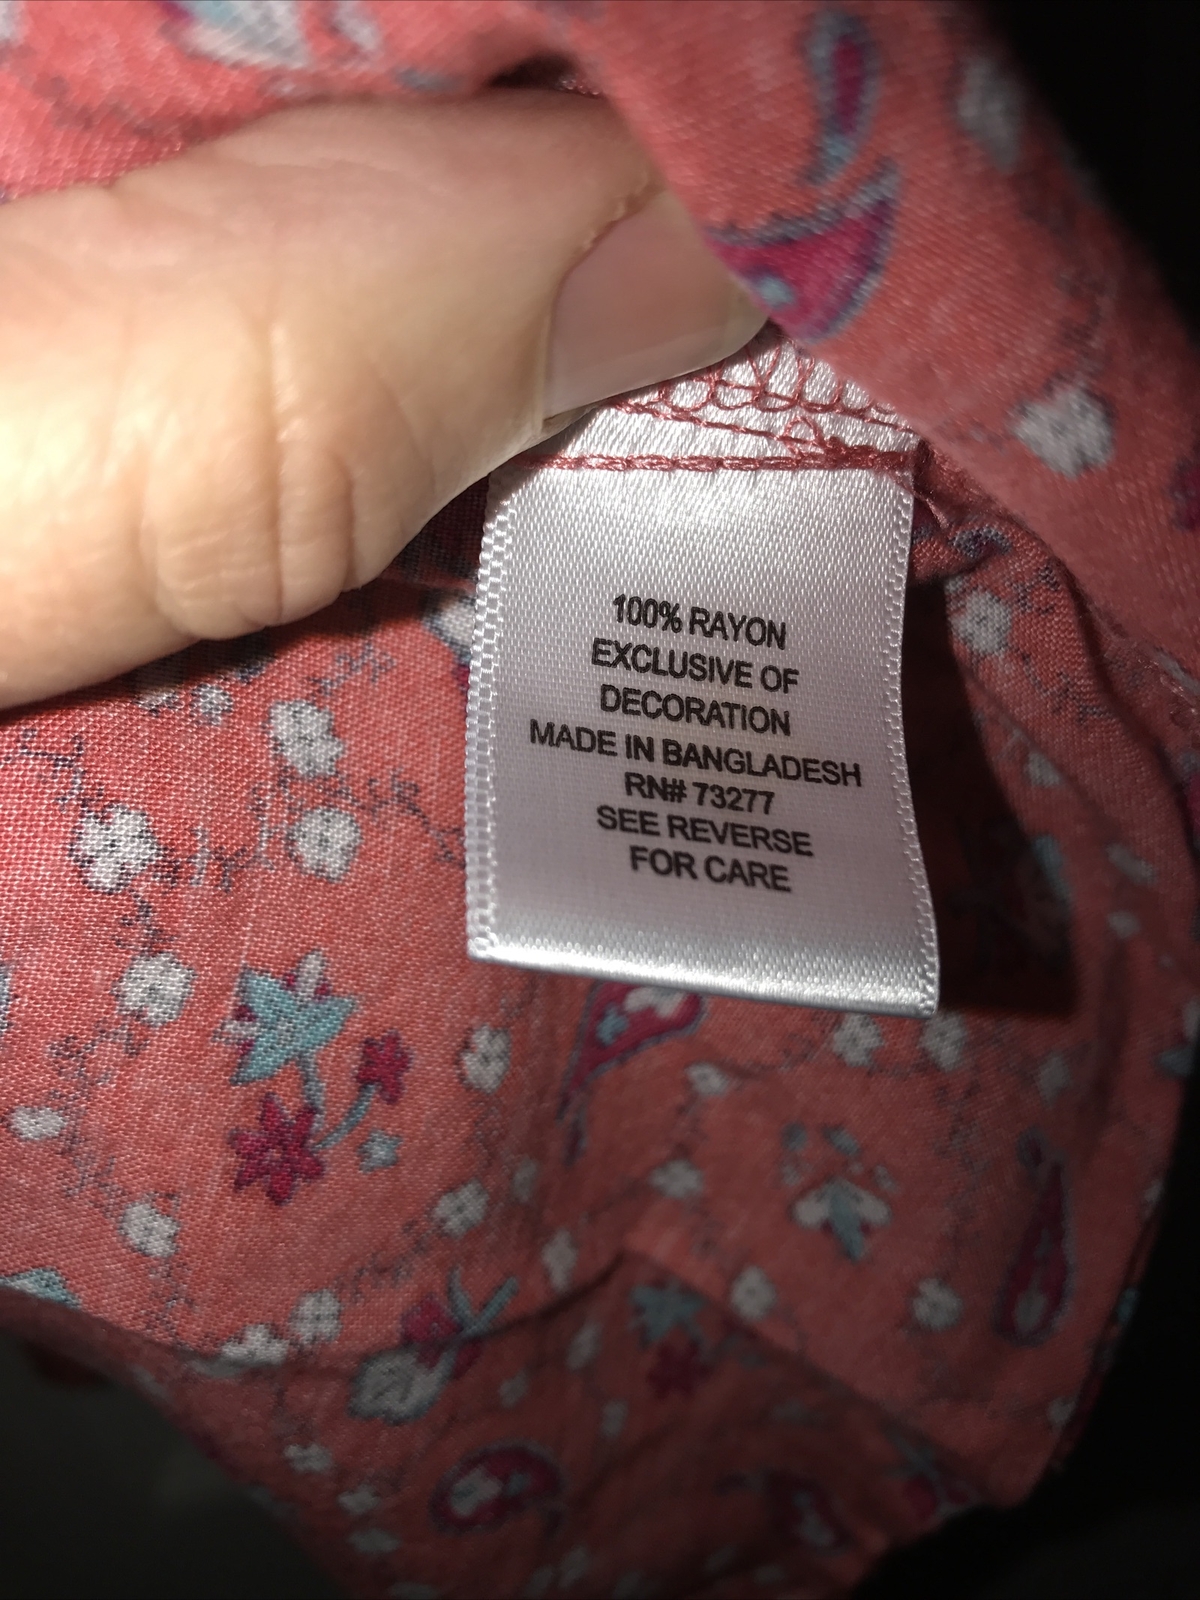 100% RAYON
EXCLUSIVE OF
DECORATION
MADE IN BANGLADESH
RN# 73277
SEE REVERSE
FOR CARE